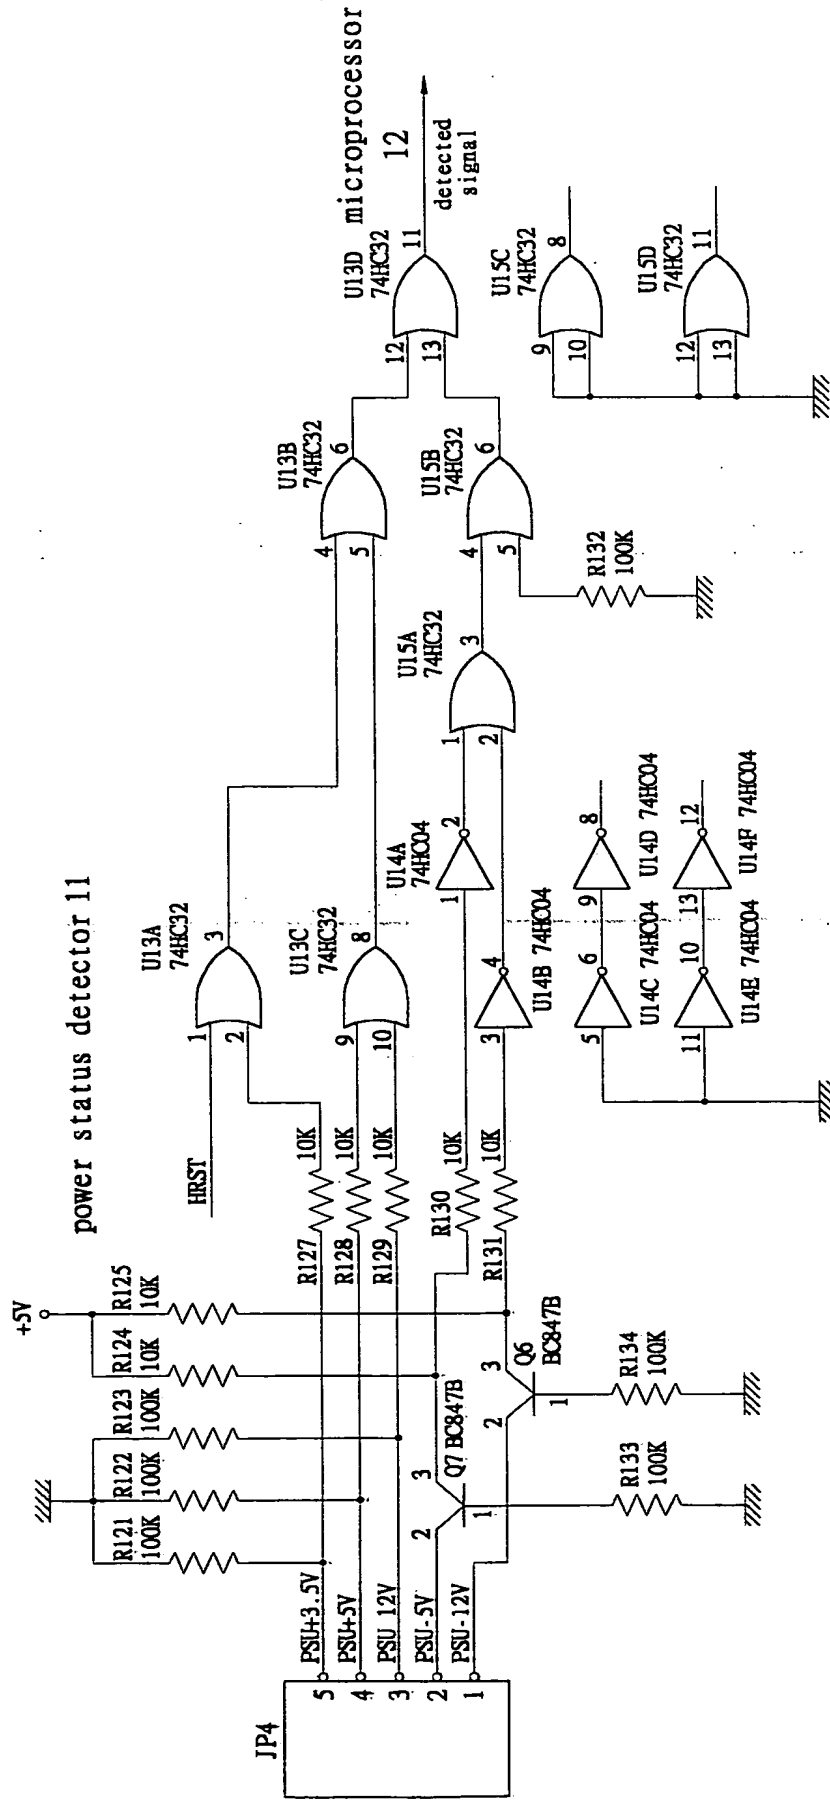 power status detector 11
JP4
5
4
3
2
1
PSU+3.5V
PSU+5V
PSU 12V
PSU-5V
PSU-12V
+5V
R121
100K
R122
100K
R123
100K
R124
10K
R125
10K
R127
10K
R128
10K
R129
10K
R130
10K
R131
10K
2
3
1
Q7 BC847B
2
3
1
Q6
BC847B
R133
100K
R134
100K
HRST
1
2
3
U13A
74HC32
9
10
8
U13C
74HC32
1
2
U14A
74HC04
3
4
U14B 74HC04
5
6
U14C 74HC04
9
8
U14D 74HC04
11
10
U14E 74HC04
13
12
U14F 74HC04
1
2
3
U15A
74HC32
4
5
6
U13B
74HC32
4
5
6
U15B
74HC32
R132
100K
12
13
11
U13D
74HC32
microprocessor
12
detected
signal
9
10
8
U15C
74HC32
12
13
11
U15D
74HC32